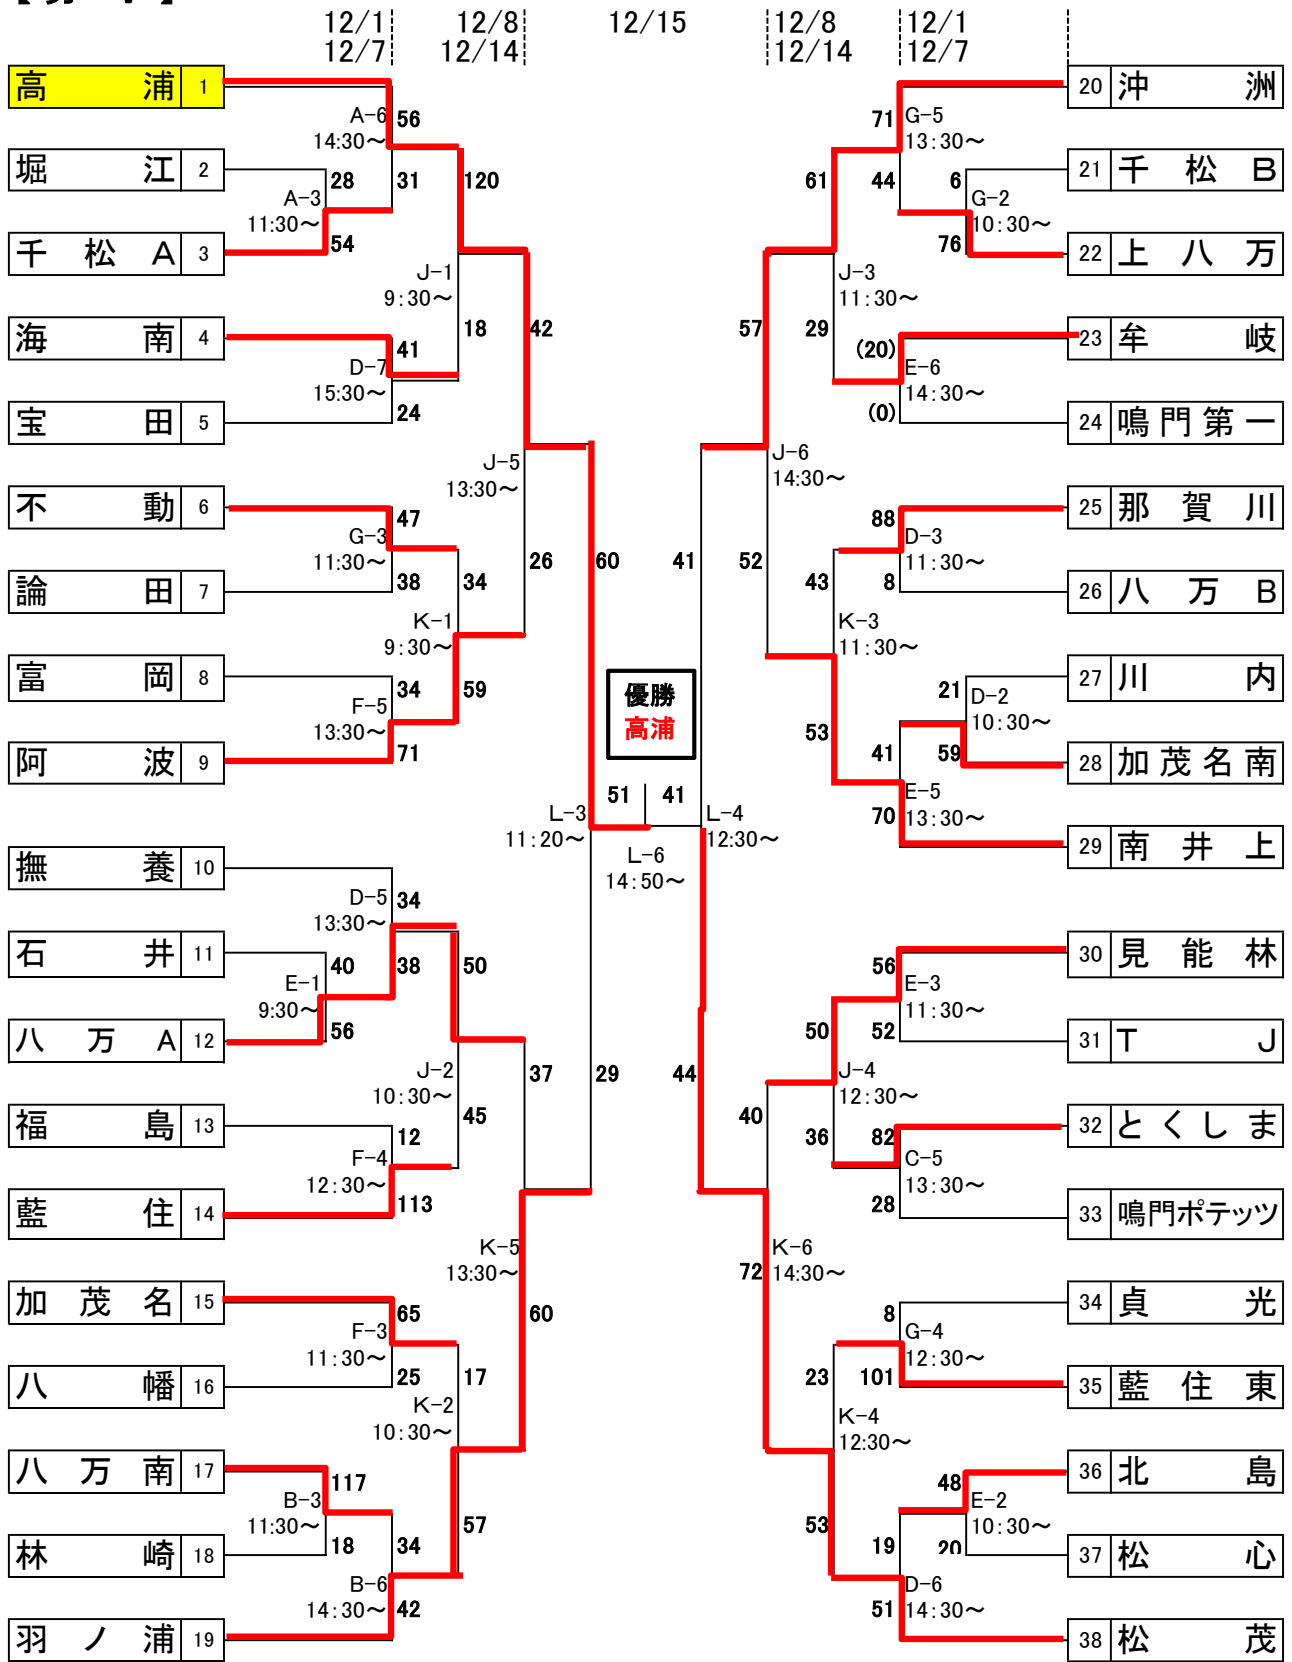 12/1 12/8 12/15 12/8 12/1
12/7 12/14 12/14 12/7
高浦 1
堀江 2
千松A 3
海南 4
宝田 5
不動 6
論田 7
富岡 8
阿波 9
撫養 10
石井 11
八万A 12
福島 13
藍住 14
加茂名 15
八幡 16
八万南 17
林崎 18
羽ノ浦 19
A-6
14:30～
56
31
A-3
11:30～
28
54
120
J-1
9:30～
18
D-7
15:30～
41
24
42
J-5
13:30～
26
G-3
11:30～
47
38
34
K-1
9:30～
59
F-5
13:30～
34
71
60
L-3
11:20～
29
D-5
13:30～
34
38
E-1
9:30～
40
56
50
J-2
10:30～
45
F-4
12:30～
12
113
37
K-5
13:30～
60
F-3
11:30～
65
25
17
K-2
10:30～
57
B-3
11:30～
117
18
B-6
14:30～
34
42
優勝
高浦
51 41
L-6
14:50～
41
L-4
12:30～
44
57
J-6
14:30～
52
61
J-3
11:30～
29
71
G-5
13:30～
44
6
G-2
10:30～
76
(20)
E-6
14:30～
(0)
88
D-3
11:30～
8
43
K-3
11:30～
53
21
D-2
10:30～
59
41
E-5
13:30～
70
56
E-3
11:30～
52
50
J-4
12:30～
36
82
C-5
13:30～
28
40
K-6
14:30～
72
8
G-4
12:30～
101
23
K-4
12:30～
53
48
E-2
10:30～
20
19
D-6
14:30～
51
20 沖洲
21 千松B
22 上八万
23 牟岐
24 鳴門第一
25 那賀川
26 八万B
27 川内
28 加茂名南
29 南井上
30 見能林
31 TJ
32 とくしま
33 鳴門ポテッツ
34 貞光
35 藍住東
36 北島
37 松心
38 松茂